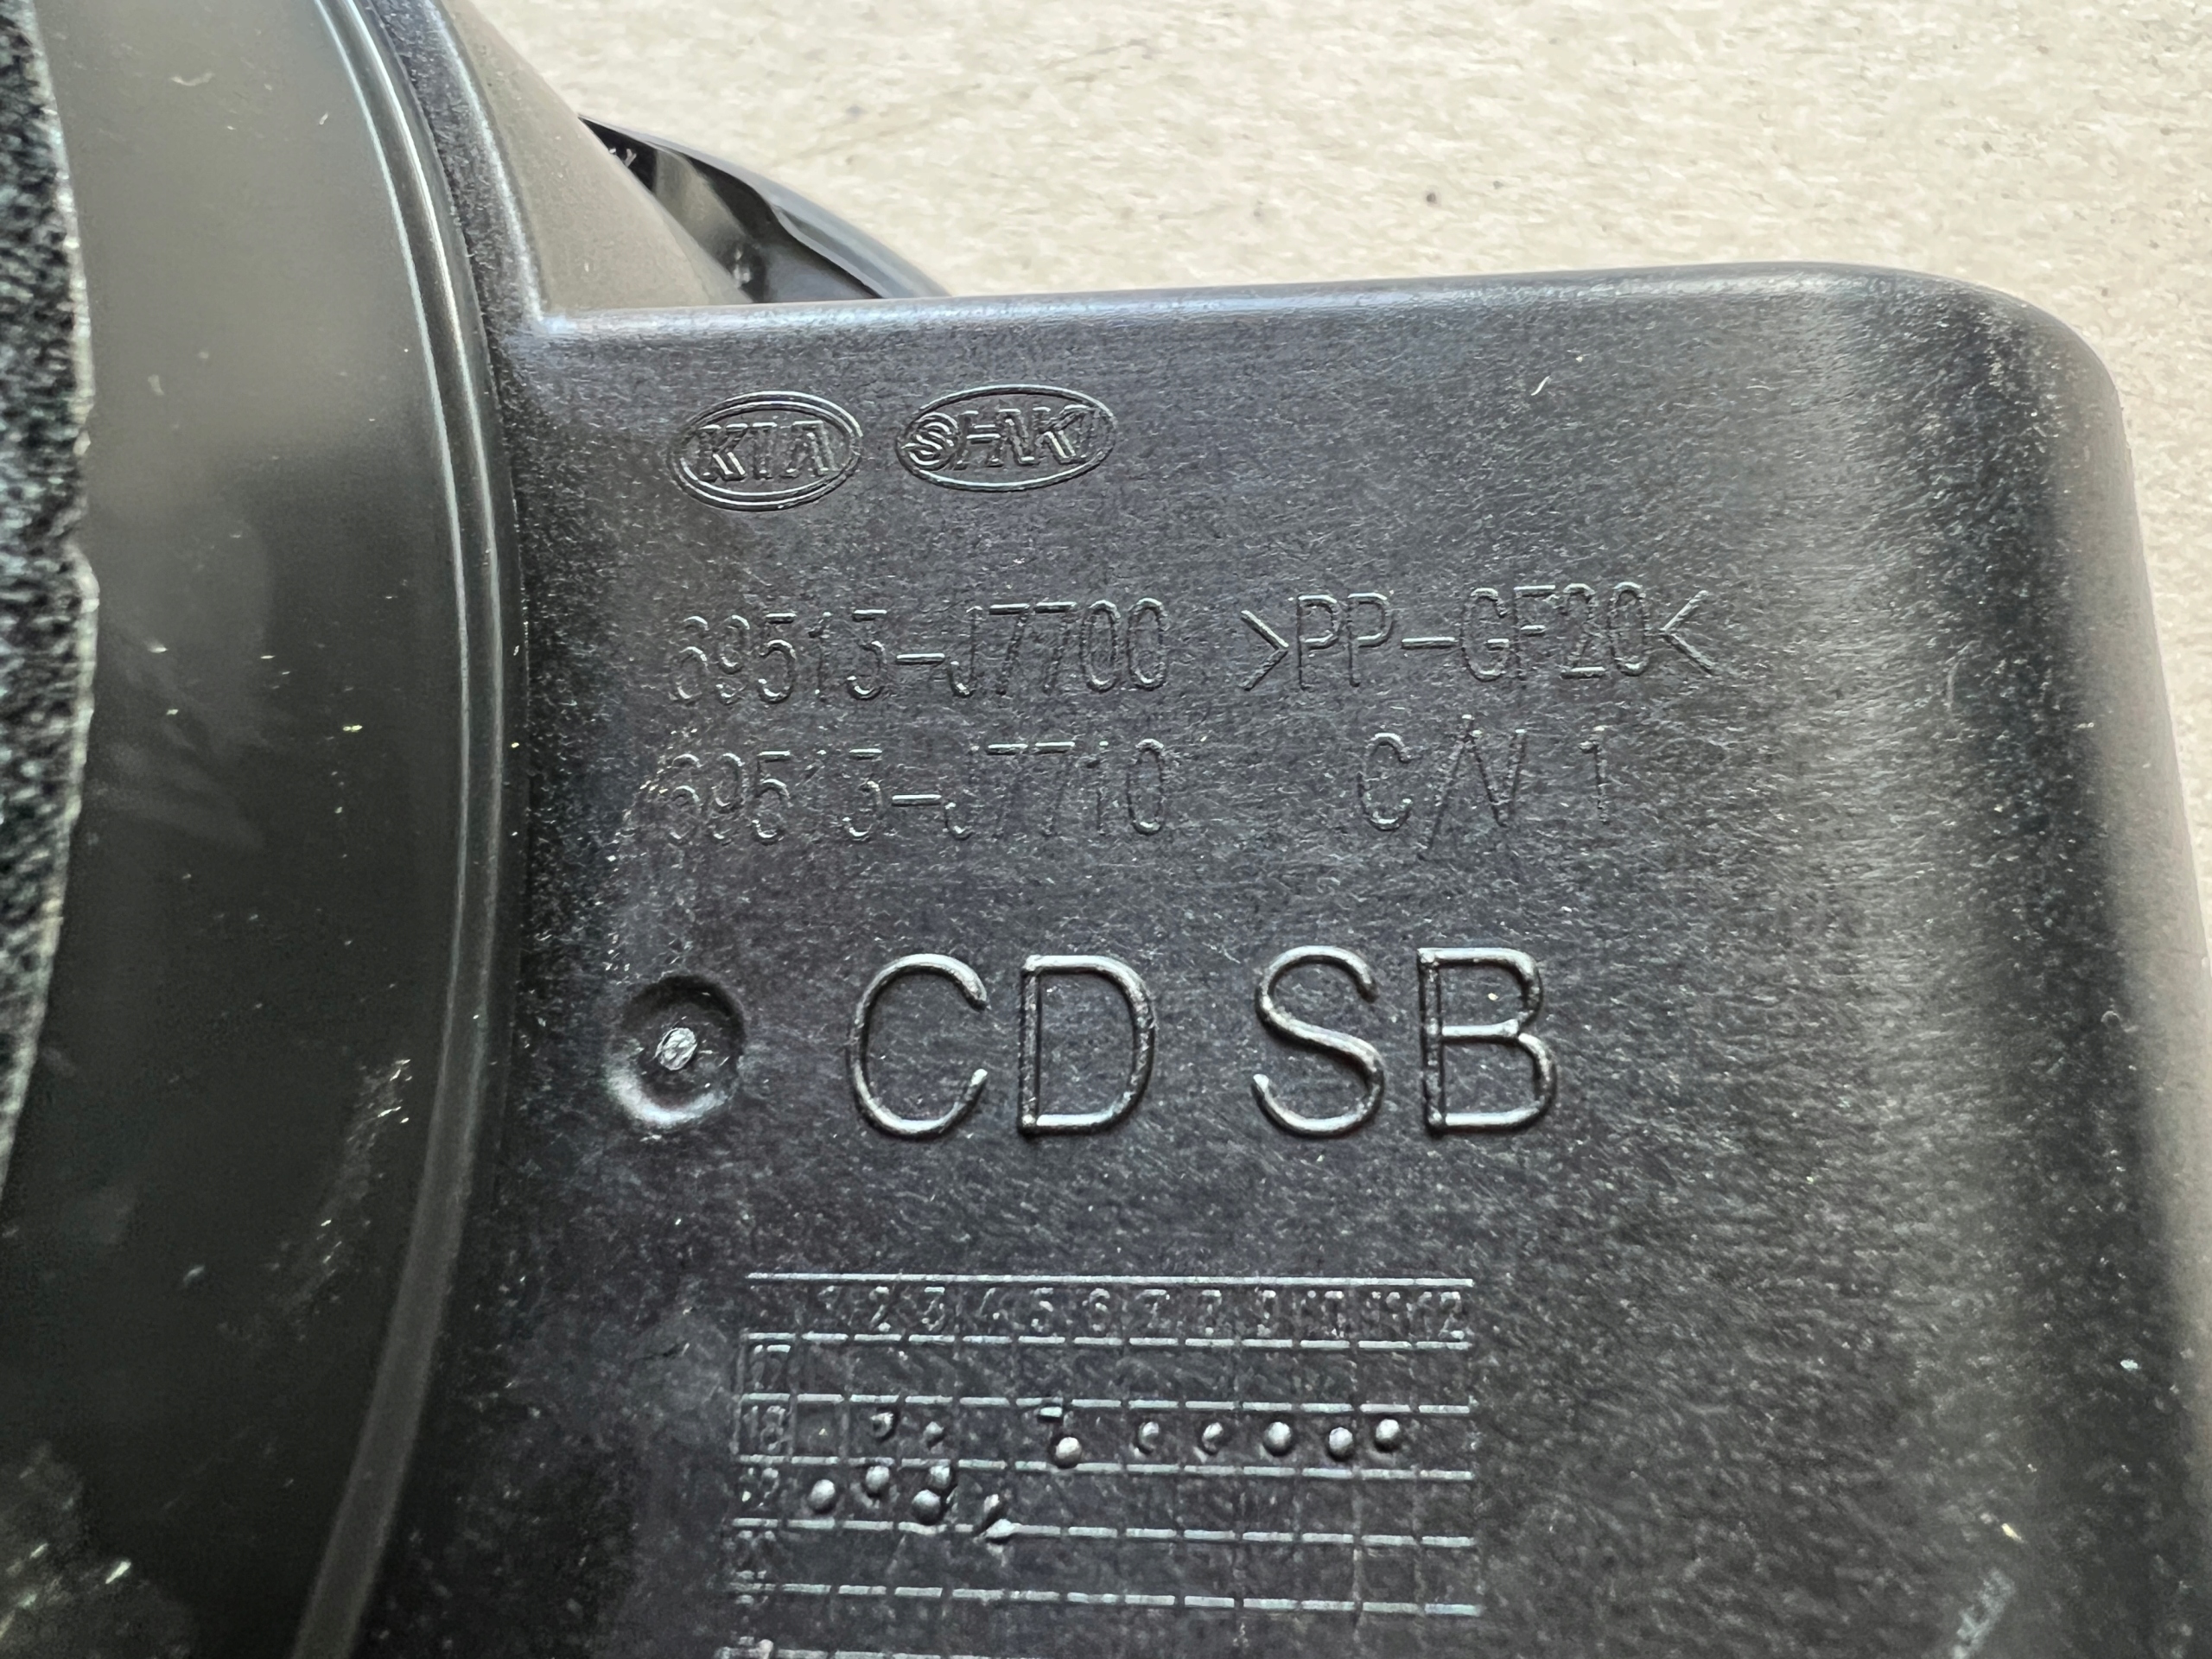 KIA SHIKI
69513-J7700 >PP-GF20<
69513-J7710 C/V 1
CD SB
1 2 3 4 5 6 7 8 9 10 11 12
17
18